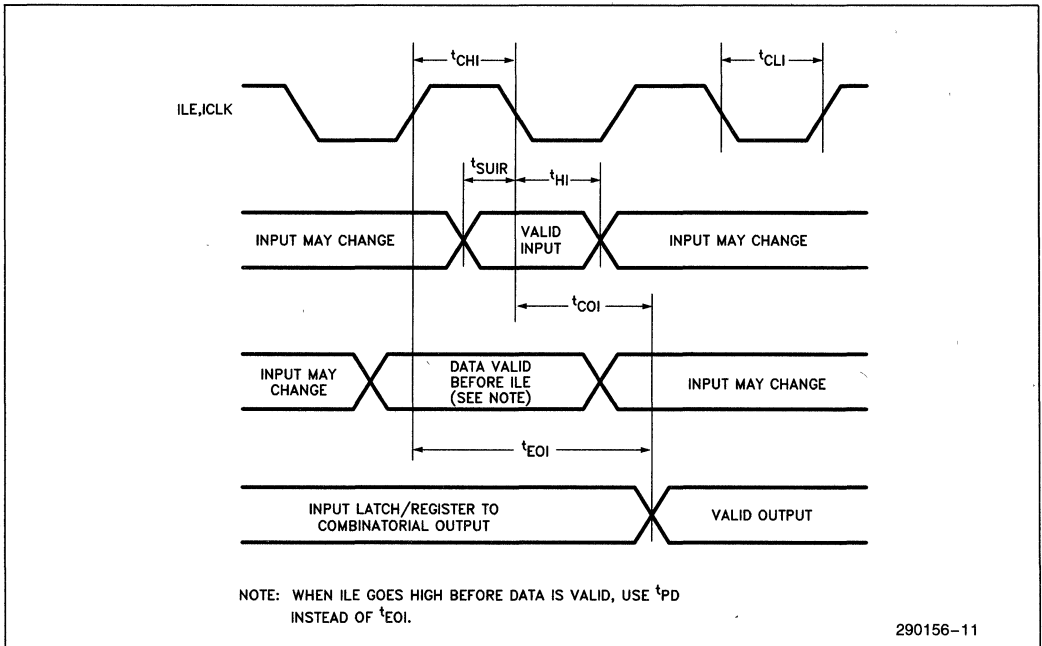 tCHI
tCLI
ILE,ICLK
tSUIR
tHI
INPUT MAY CHANGE
VALID
INPUT
INPUT MAY CHANGE
tCOI
INPUT MAY
CHANGE
DATA VALID
BEFORE ILE
(SEE NOTE)
INPUT MAY CHANGE
tEOI
INPUT LATCH/REGISTER TO
COMBINATORIAL OUTPUT
VALID OUTPUT
NOTE: WHEN ILE GOES HIGH BEFORE DATA IS VALID, USE tPD
INSTEAD OF tEOI.
290156-11